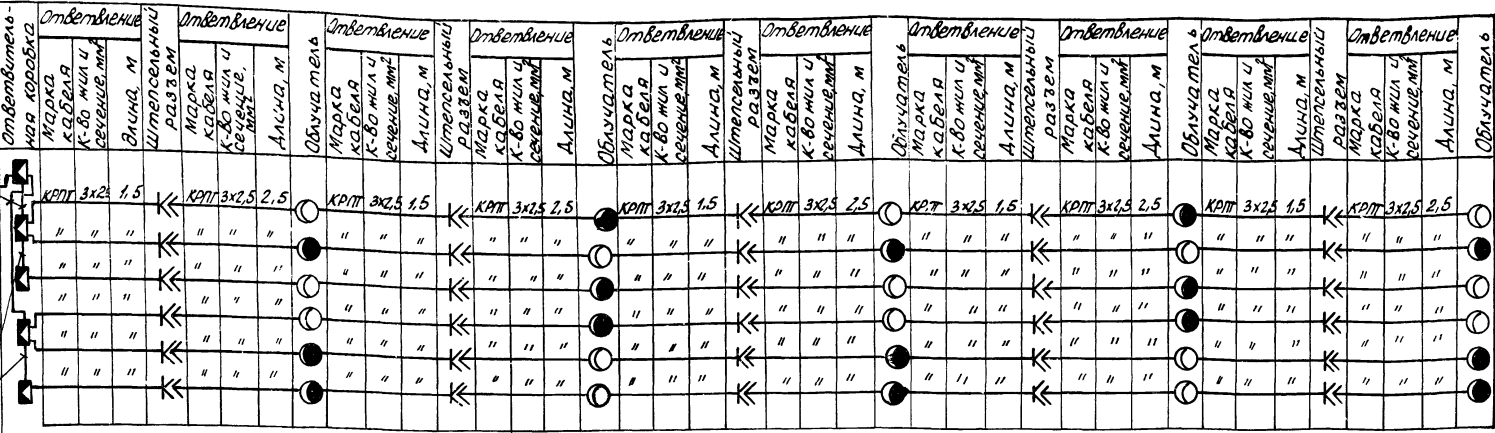 Ответвитель-
ная коробка
Ответвление
Марка
кабеля
К-во жил и
сечение, мм²
Длина, м
Штепсельный
разъем
Ответвление
Марка
кабеля
К-во жил и
сечение,
мм²
Длина, м
Облучатель
Ответвление
Марка
кабеля
К-во жил и
сечение, мм²
Длина, м
Штепсельный
разъем
Ответвление
Марка
кабеля
К-во жил и
сечение, мм²
Длина, м
Облучатель
Ответвление
Марка
кабеля
К-во жил и
сечение, мм²
Длина, м
Штепсельный
разъем
Ответвление
Марка
кабеля
К-во жил и
сечение, мм²
Длина, м
Облучатель
Ответвление
Марка
кабеля
К-во жил и
сечение, мм²
Длина, м
Штепсельный
разъем
Ответвление
Марка
кабеля
К-во жил и
сечение, мм²
Длина, м
Облучатель
Ответвление
Марка
кабеля
К-во жил и
сечение, мм²
Длина, м
Штепсельный
разъем
Ответвление
Марка
кабеля
К-во жил и
сечение, мм²
Длина, м
Облучатель
КРПТ 3х2,5 1,5 КРПТ 3х2,5 2,5 КРПТ 3х2,5 1,5 КРПТ 3х2,5 2,5 КРПТ 3х2,5 1,5 КРПТ 3х2,5 2,5 КРПТ 3х2,5 1,5 КРПТ 3х2,5 2,5 КРПТ 3х2,5 1,5 КРПТ 3х2,5 2,5
" " " " " " " " " " " " " " " " " " " " " " " " " " " " " "
" " " " " " " " " " " " " " " " " " " " " " " " " " " " " "
" " " " " " " " " " " " " " " " " " " " " " " " " " " " " "
" " " " " " " " " " " " " " " " " " " " " " " " " " " " " "
" " " " " " " " " " " " " " " " " " " " " " " " " " " " " "